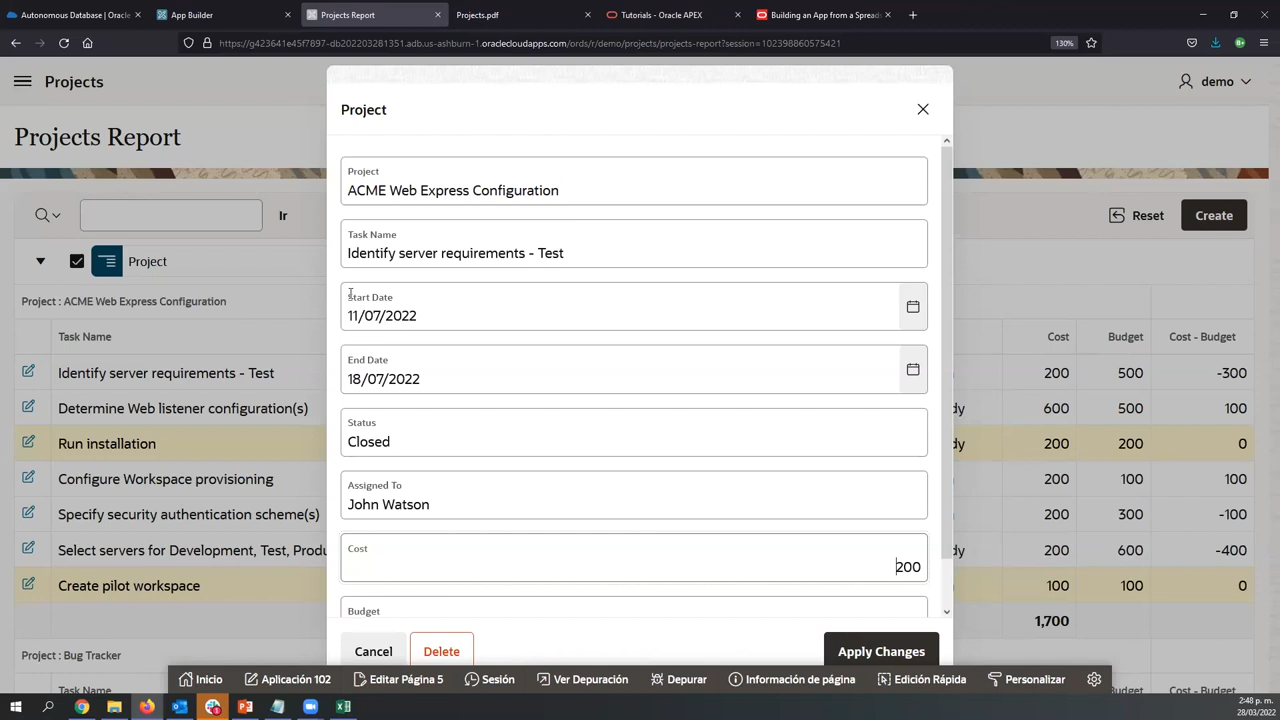 Autonomous Database | Oracle C
App Builder
Projects Report
Projects.pdf
Tutorials - Oracle APEX
Building an App from a Spreads
https://g423641e45f7897-db202203281351.adb.us-ashburn-1.oraclecloudapps.com/ords/r/demo/projects/projects-report?session=102398860575421
130%
Projects
demo
Projects Report
Ir
Reset
Create
Project
Project : ACME Web Express Configuration
Task Name
Cost
Budget
Cost - Budget
Identify server requirements - Test
200
500
-300
Determine Web listener configuration(s)
dy
600
500
100
Run installation
dy
200
200
0
Configure Workspace provisioning
200
100
100
Specify security authentication scheme(s)
200
300
-100
Select servers for Development, Test, Produ
dy
200
600
-400
Create pilot workspace
100
100
0
1,700
Project : Bug Tracker
Task Name
Project
Project
ACME Web Express Configuration
Task Name
Identify server requirements - Test
Start Date
11/07/2022
End Date
18/07/2022
Status
Closed
Assigned To
John Watson
Cost
200
Budget
Cancel
Delete
Apply Changes
Inicio
Aplicación 102
Editar Página 5
Sesión
Ver Depuración
Depurar
Información de página
Edición Rápida
Personalizar
2:48 p. m.
28/03/2022